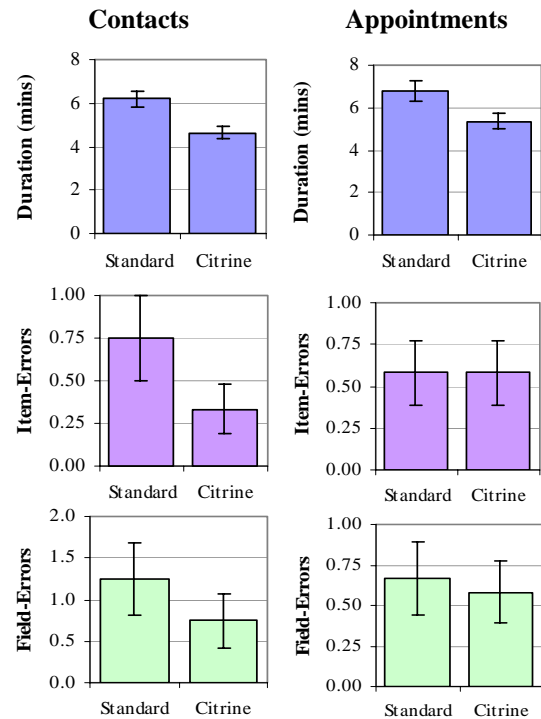 Contacts
Appointments
Duration (mins)
8
6
4
2
0
Standard Citrine
Duration (mins)
8
6
4
2
0
Standard Citrine
Item-Errors
1.00
0.75
0.50
0.25
0.00
Standard Citrine
Item-Errors
1.00
0.75
0.50
0.25
0.00
Standard Citrine
Field-Errors
2.0
1.5
1.0
0.5
0.0
Standard Citrine
Field-Errors
1.00
0.75
0.50
0.25
0.00
Standard Citrine